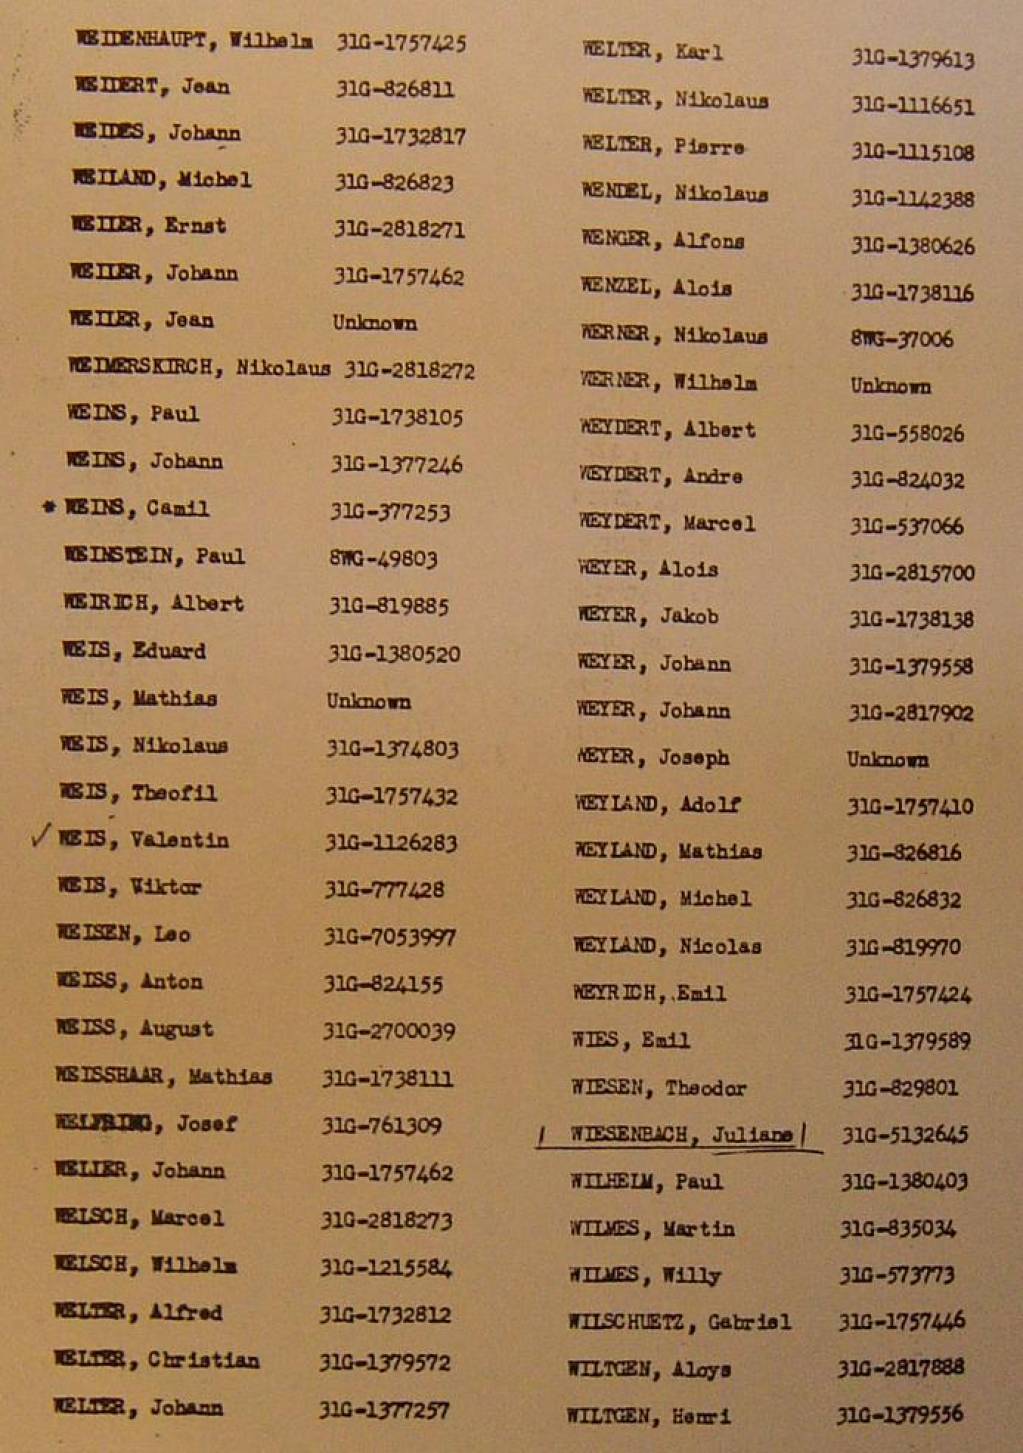 WEIDENHAUPT, Wilhelm 31G-1757425
WEIDERT, Jean 31G-826811
WEIDES, Johann 31G-1732817
WEILAND, Michel 31G-826823
WEILER, Ernst 31G-2818271
WEILER, Johann 31G-1757462
WEILER, Jean Unknown
WEIMERSKIRCH, Nikolaus 31G-2818272
WEINS, Paul 31G-1738105
WEINS, Johann 31G-1377246
* WEINS, Camil 31G-377253
WEINSTEIN, Paul 8WG-49803
WEIRICH, Albert 31G-819885
WEIS, Eduard 31G-1380520
WEIS, Mathias Unknown
WEIS, Nikolaus 31G-1374803
WEIS, Theofil 31G-1757432
✓ WEIS, Valentin 31G-1126283
WEIS, Viktor 31G-777428
WEISEN, Leo 31G-7053997
WEISS, Anton 31G-824155
WEISS, August 31G-2700039
WEISSHAAR, Mathias 31G-1738111
WELFRING, Josef 31G-761309
WELLER, Johann 31G-1757462
WELSCH, Marcel 31G-2818273
WELSCH, Wilhelm 31G-1215584
WELTER, Alfred 31G-1732812
WELTER, Christian 31G-1379572
WELTER, Johann 31G-1377257
WELTER, Karl 31G-1379613
WELTER, Nikolaus 31G-1116651
WELTER, Pierre 31G-1115108
WENDEL, Nikolaus 31G-1142388
WENGER, Alfons 31G-1380626
WENZEL, Alois 31G-1738116
WERNER, Nikolaus 8WG-37006
WERNER, Wilhelm Unknown
WEYDERT, Albert 31G-558026
WEYDERT, Andre 31G-824032
WEYDERT, Marcel 31G-537066
WEYER, Alois 31G-2815700
WEYER, Jakob 31G-1738138
WEYER, Johann 31G-1379558
WEYER, Johann 31G-2817902
WEYER, Joseph Unknown
WEYLAND, Adolf 31G-1757410
WEYLAND, Mathias 31G-826816
WEYLAND, Michel 31G-826832
WEYLAND, Nicolas 31G-819970
WEYRICH, Emil 31G-1757424
WIES, Emil 31G-1379589
WIESEN, Theodor 31G-829801
WIESENBACH, Juliane 31G-5132645
WILHELM, Paul 31G-1380403
WILMES, Martin 31G-835034
WILMES, Willy 31G-573773
WILSCHUETZ, Gabriel 31G-1757446
WILTGEN, Aloys 31G-2817888
WILTGEN, Henri 31G-1379556